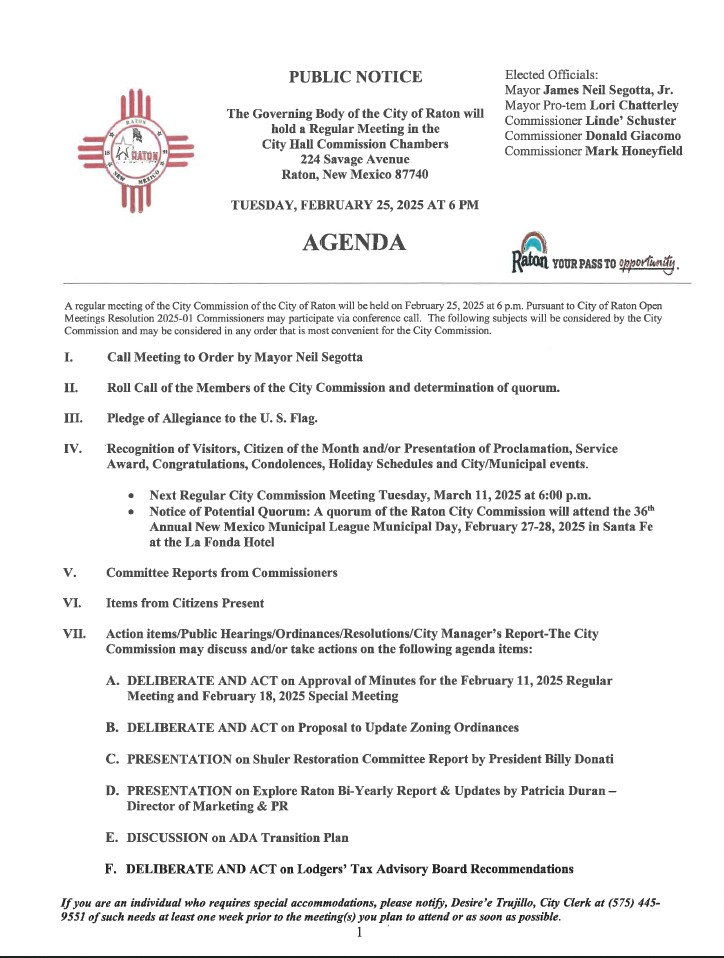 PUBLIC NOTICE
The Governing Body of the City of Raton will
hold a Regular Meeting in the
City Hall Commission Chambers
224 Savage Avenue
Raton, New Mexico 87740
TUESDAY, FEBRUARY 25, 2025 AT 6 PM
AGENDA
Elected Officials:
Mayor James Neil Segotta, Jr.
Mayor Pro-tem Lori Chatterley
Commissioner Linde' Schuster
Commissioner Donald Giacomo
Commissioner Mark Honeyfield
RATON
RATON
NEW MEXICO
Raton YOUR PASS TO opportunity.
A regular meeting of the City Commission of the City of Raton will be held on February 25, 2025 at 6 p.m. Pursuant to City of Raton Open
Meetings Resolution 2025-01 Commissioners may participate via conference call. The following subjects will be considered by the City
Commission and may be considered in any order that is most convenient for the City Commission.
I. Call Meeting to Order by Mayor Neil Segotta
II. Roll Call of the Members of the City Commission and determination of quorum.
III. Pledge of Allegiance to the U. S. Flag.
IV. Recognition of Visitors, Citizen of the Month and/or Presentation of Proclamation, Service
Award, Congratulations, Condolences, Holiday Schedules and City/Municipal events.
• Next Regular City Commission Meeting Tuesday, March 11, 2025 at 6:00 p.m.
• Notice of Potential Quorum: A quorum of the Raton City Commission will attend the 36th
Annual New Mexico Municipal League Municipal Day, February 27-28, 2025 in Santa Fe
at the La Fonda Hotel
V. Committee Reports from Commissioners
VI. Items from Citizens Present
VII. Action items/Public Hearings/Ordinances/Resolutions/City Manager's Report-The City
Commission may discuss and/or take actions on the following agenda items:
A. DELIBERATE AND ACT on Approval of Minutes for the February 11, 2025 Regular
Meeting and February 18, 2025 Special Meeting
B. DELIBERATE AND ACT on Proposal to Update Zoning Ordinances
C. PRESENTATION on Shuler Restoration Committee Report by President Billy Donati
D. PRESENTATION on Explore Raton Bi-Yearly Report & Updates by Patricia Duran –
Director of Marketing & PR
E. DISCUSSION on ADA Transition Plan
F. DELIBERATE AND ACT on Lodgers' Tax Advisory Board Recommendations
If you are an individual who requires special accommodations, please notify, Desire'e Trujillo, City Clerk at (575) 445-
9551 of such needs at least one week prior to the meeting(s) you plan to attend or as soon as possible.
1